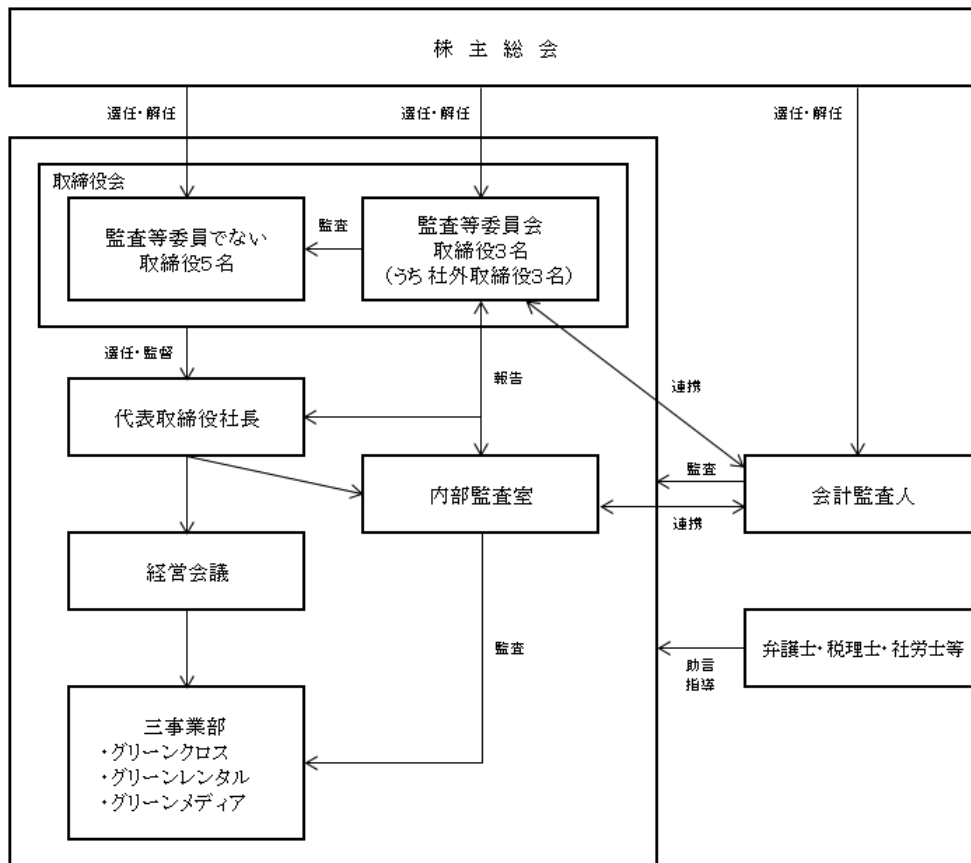 株主総会
選任・解任
選任・解任
選任・解任
取締役会
監査等委員でない
取締役5名
監査
監査等委員会
取締役3名
(うち社外取締役3名)
選任・監督
報告
連携
代表取締役社長
内部監査室
監査
会計監査人
連携
経営会議
監査
弁護士・税理士・社労士等
助言
指導
三事業部
・グリーンクロス
・グリーンレンタル
・グリーンメディア